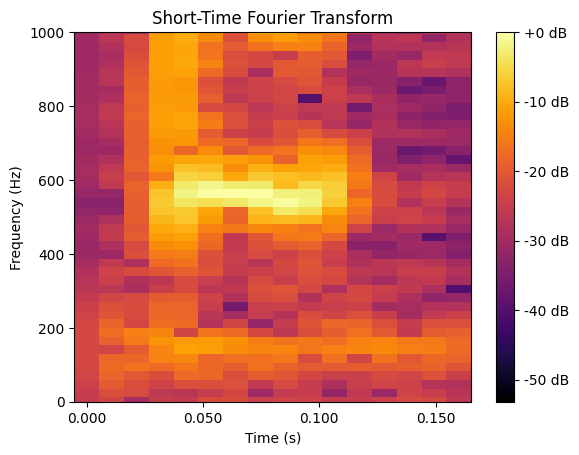 Short-Time Fourier Transform
1000
800
600
400
200
0
Frequency (Hz)
0.000
0.050
0.100
0.150
Time (s)
+0 dB
-10 dB
-20 dB
-30 dB
-40 dB
-50 dB